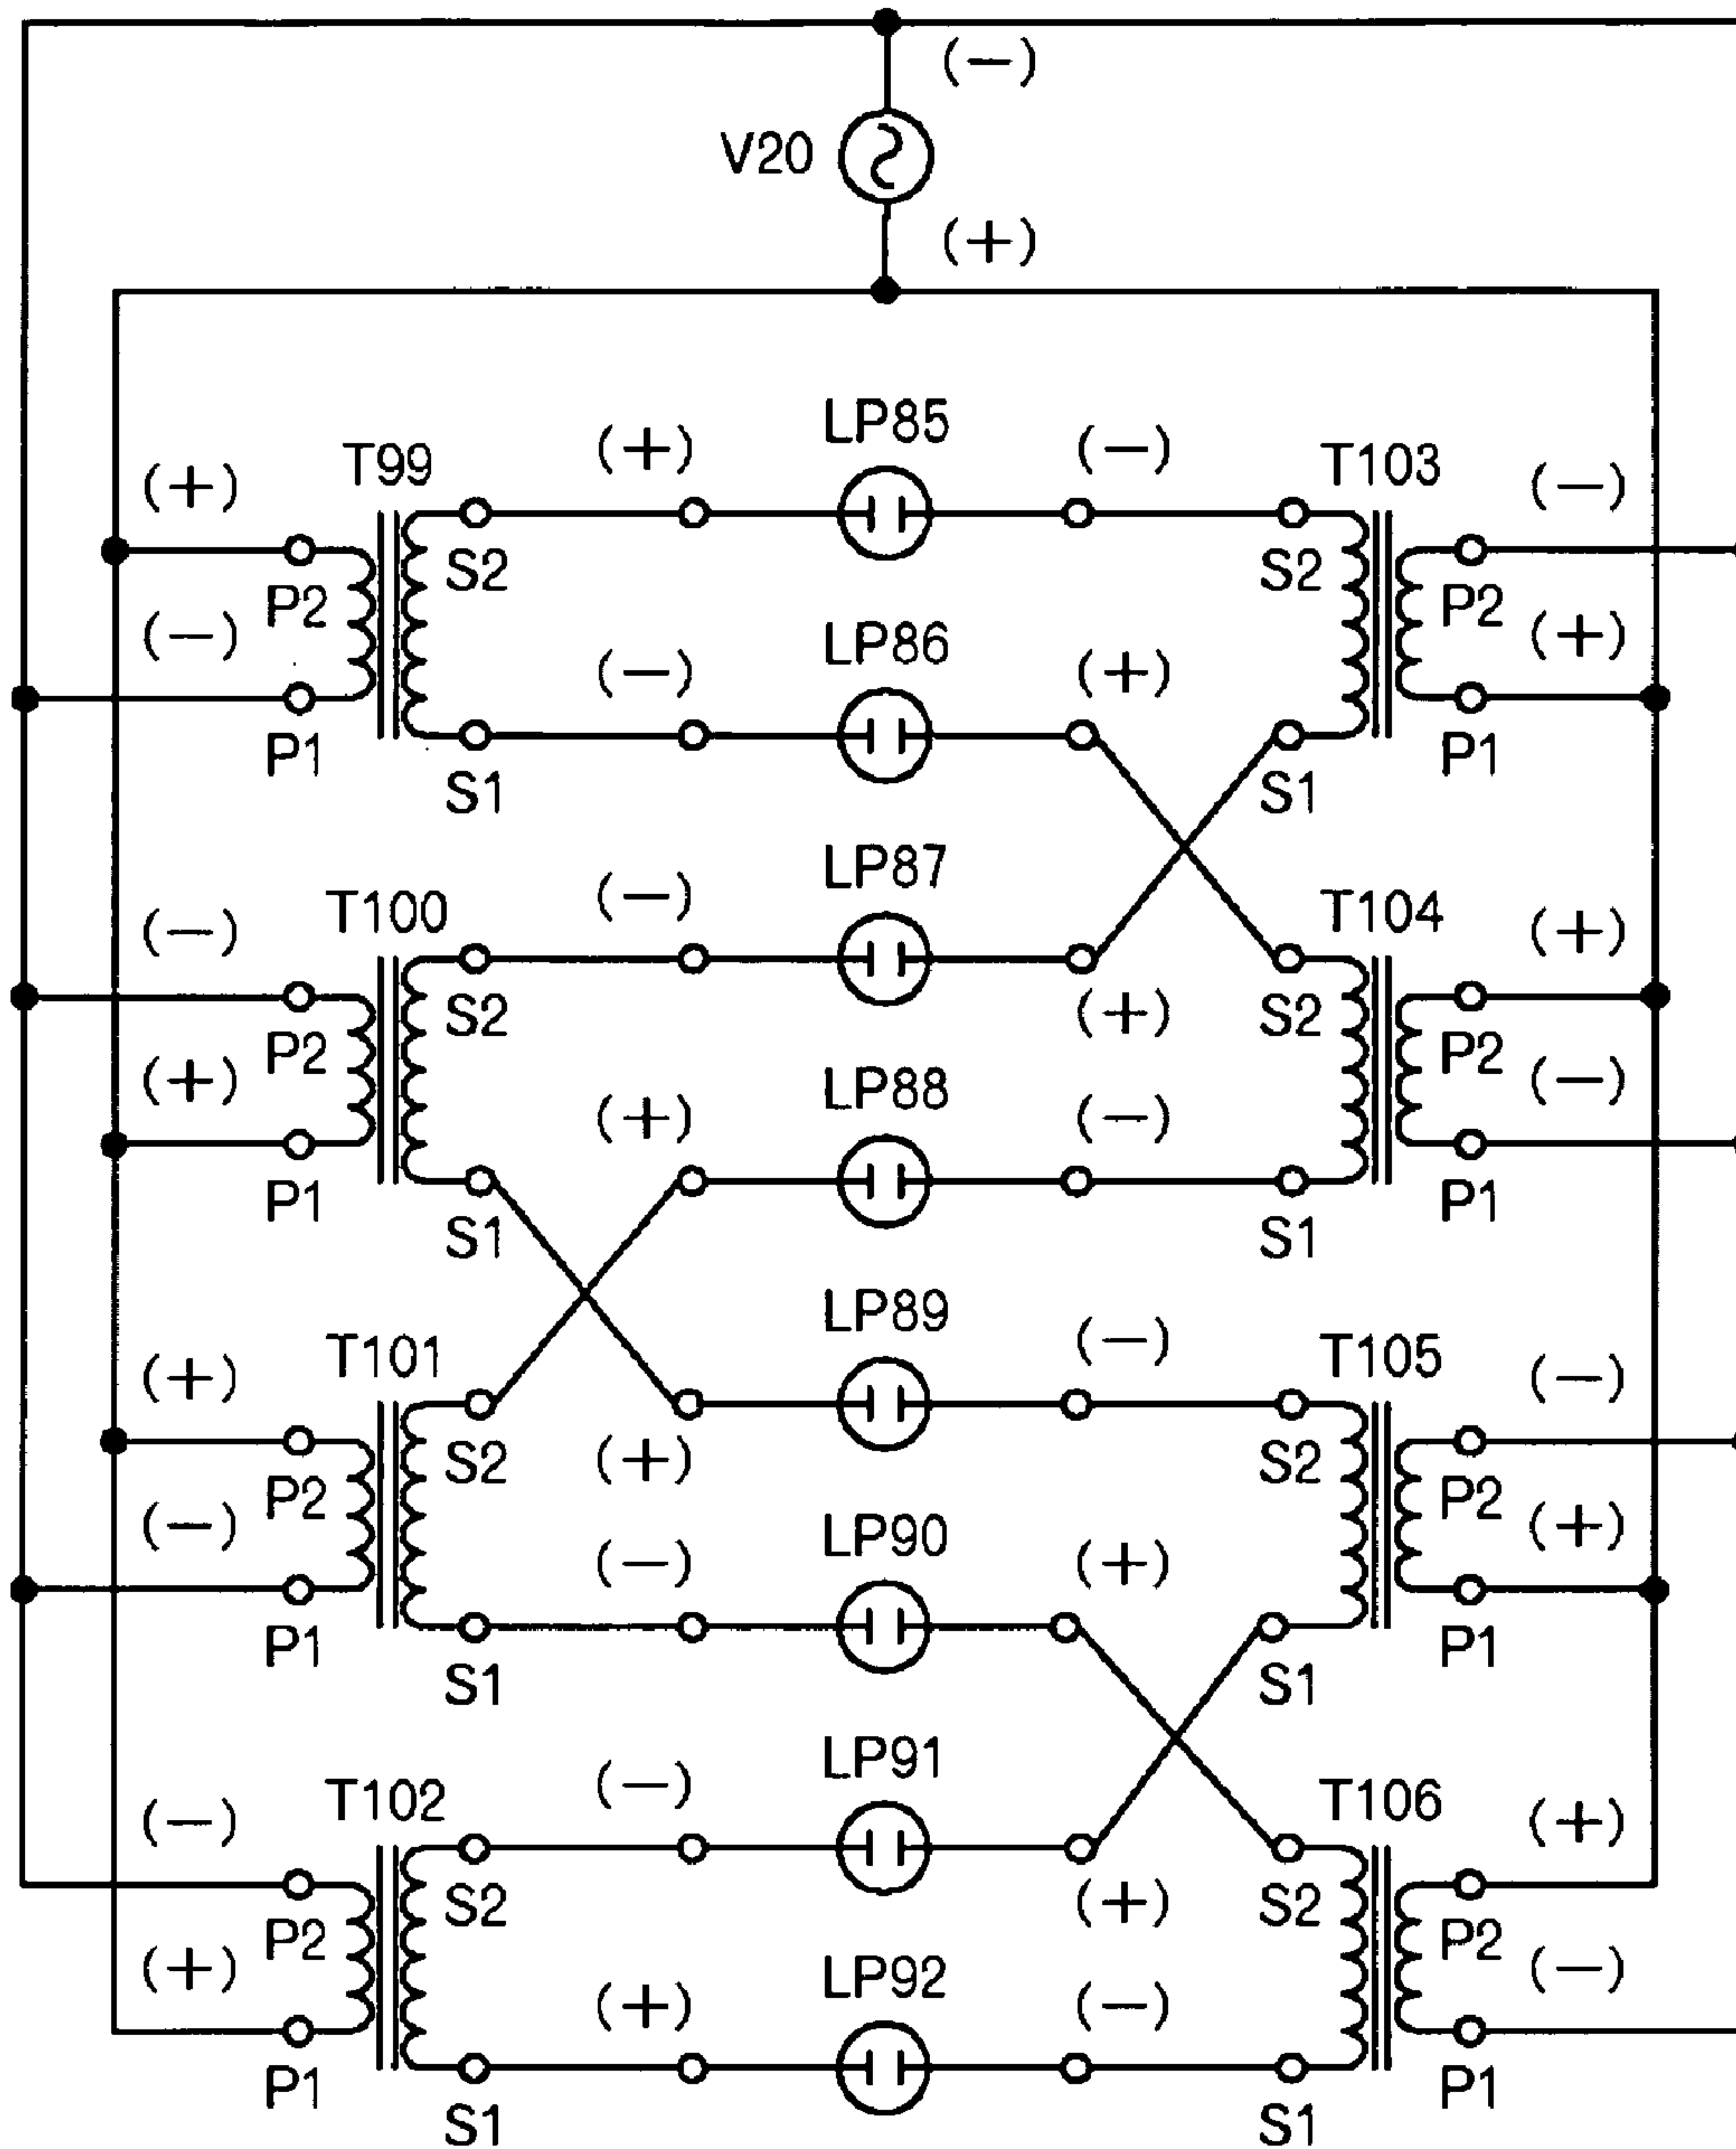 (−)
V20
(+)
LP85
(+) (−)
T99 T103
(+) (−)
S2 S2
P2 P2
(−) LP86 (+)
(−) (+)
P1 P1
S1 S1
LP87
(−)
T100 T104
(−) (+)
S2 (+) S2
P2 P2
(+) LP88 (−)
(+) (−)
P1 P1
S1 S1
LP89
(−)
T101 T105
(+) (−)
S2 (+) S2
P2 P2
(−) LP90 (+)
(−) (+)
P1 P1
S1 S1
LP91
(−)
T102 T106
(−) (+)
S2 (+) S2
P2 P2
(+) LP92 (−)
(+) (−)
P1 P1
S1 S1